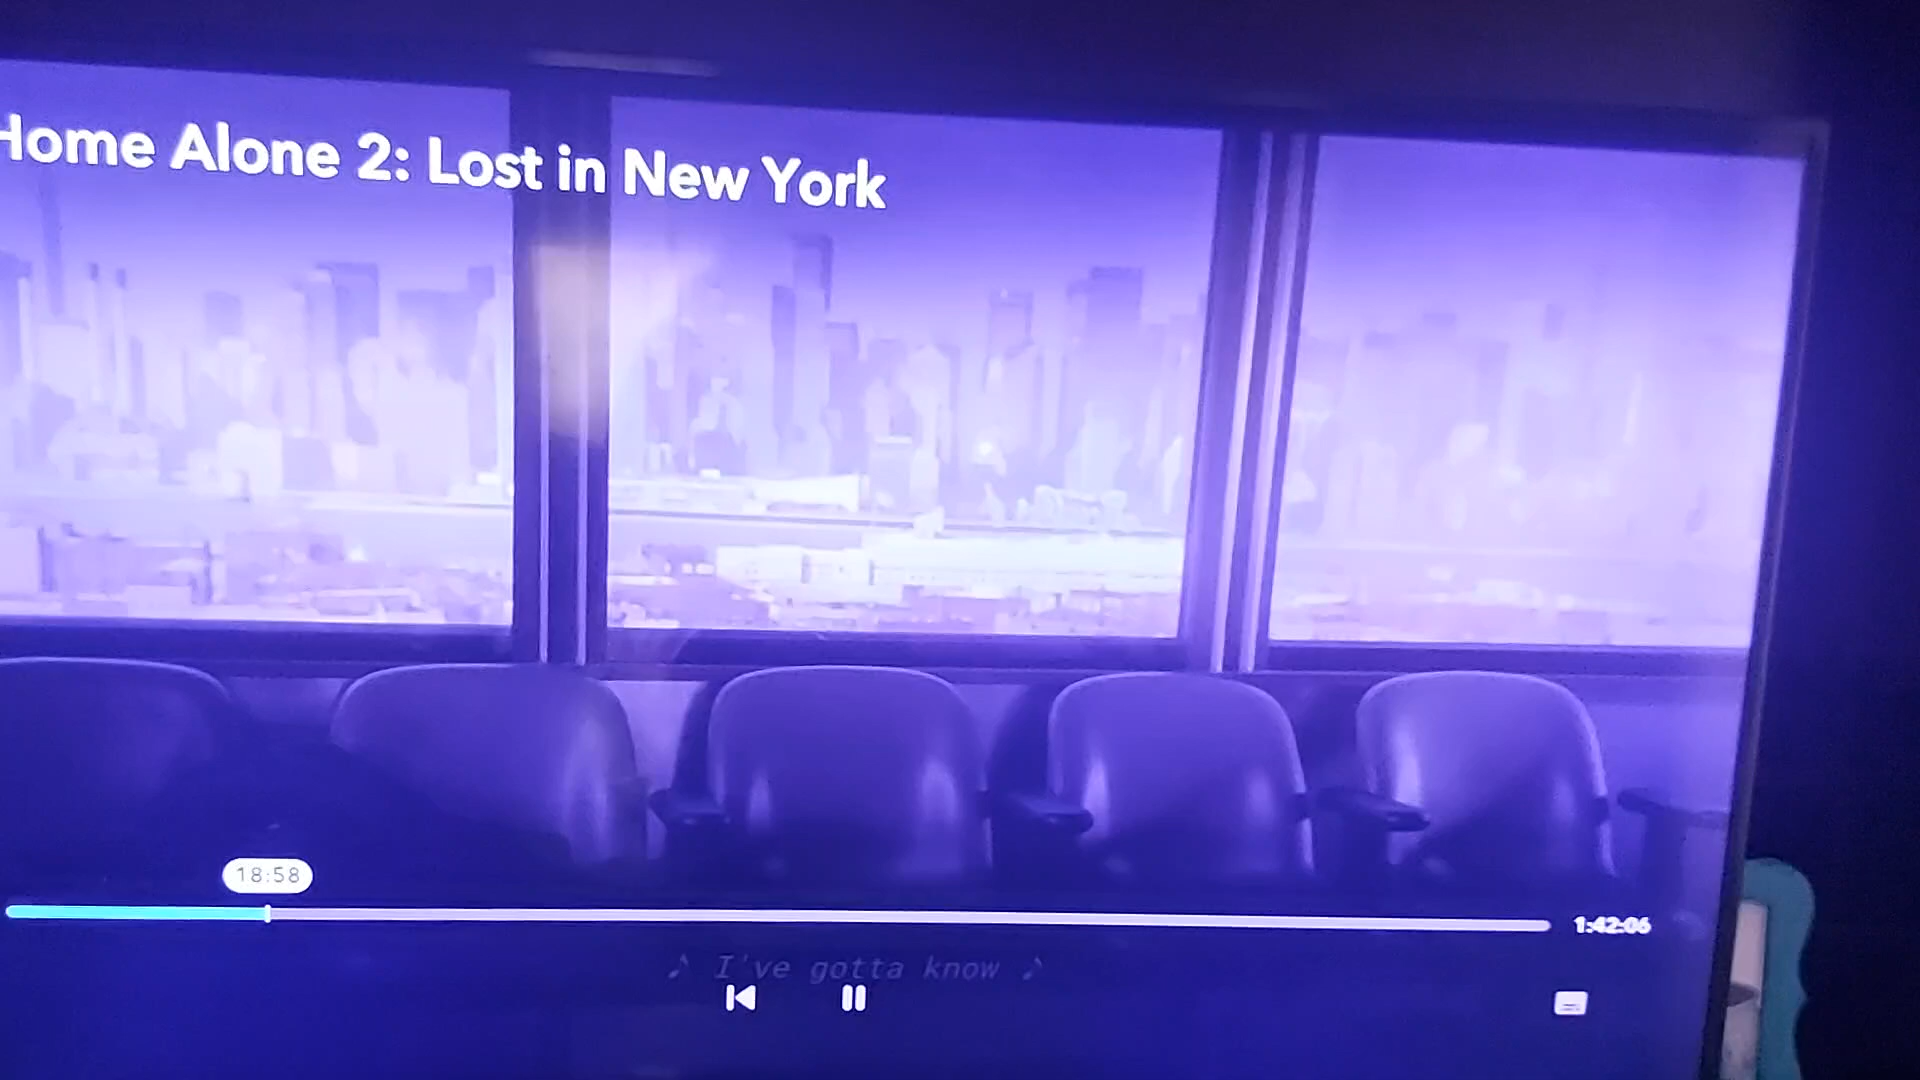 Home Alone 2: Lost in New York
18:58
1:42:06
♪ I've gotta know ♪